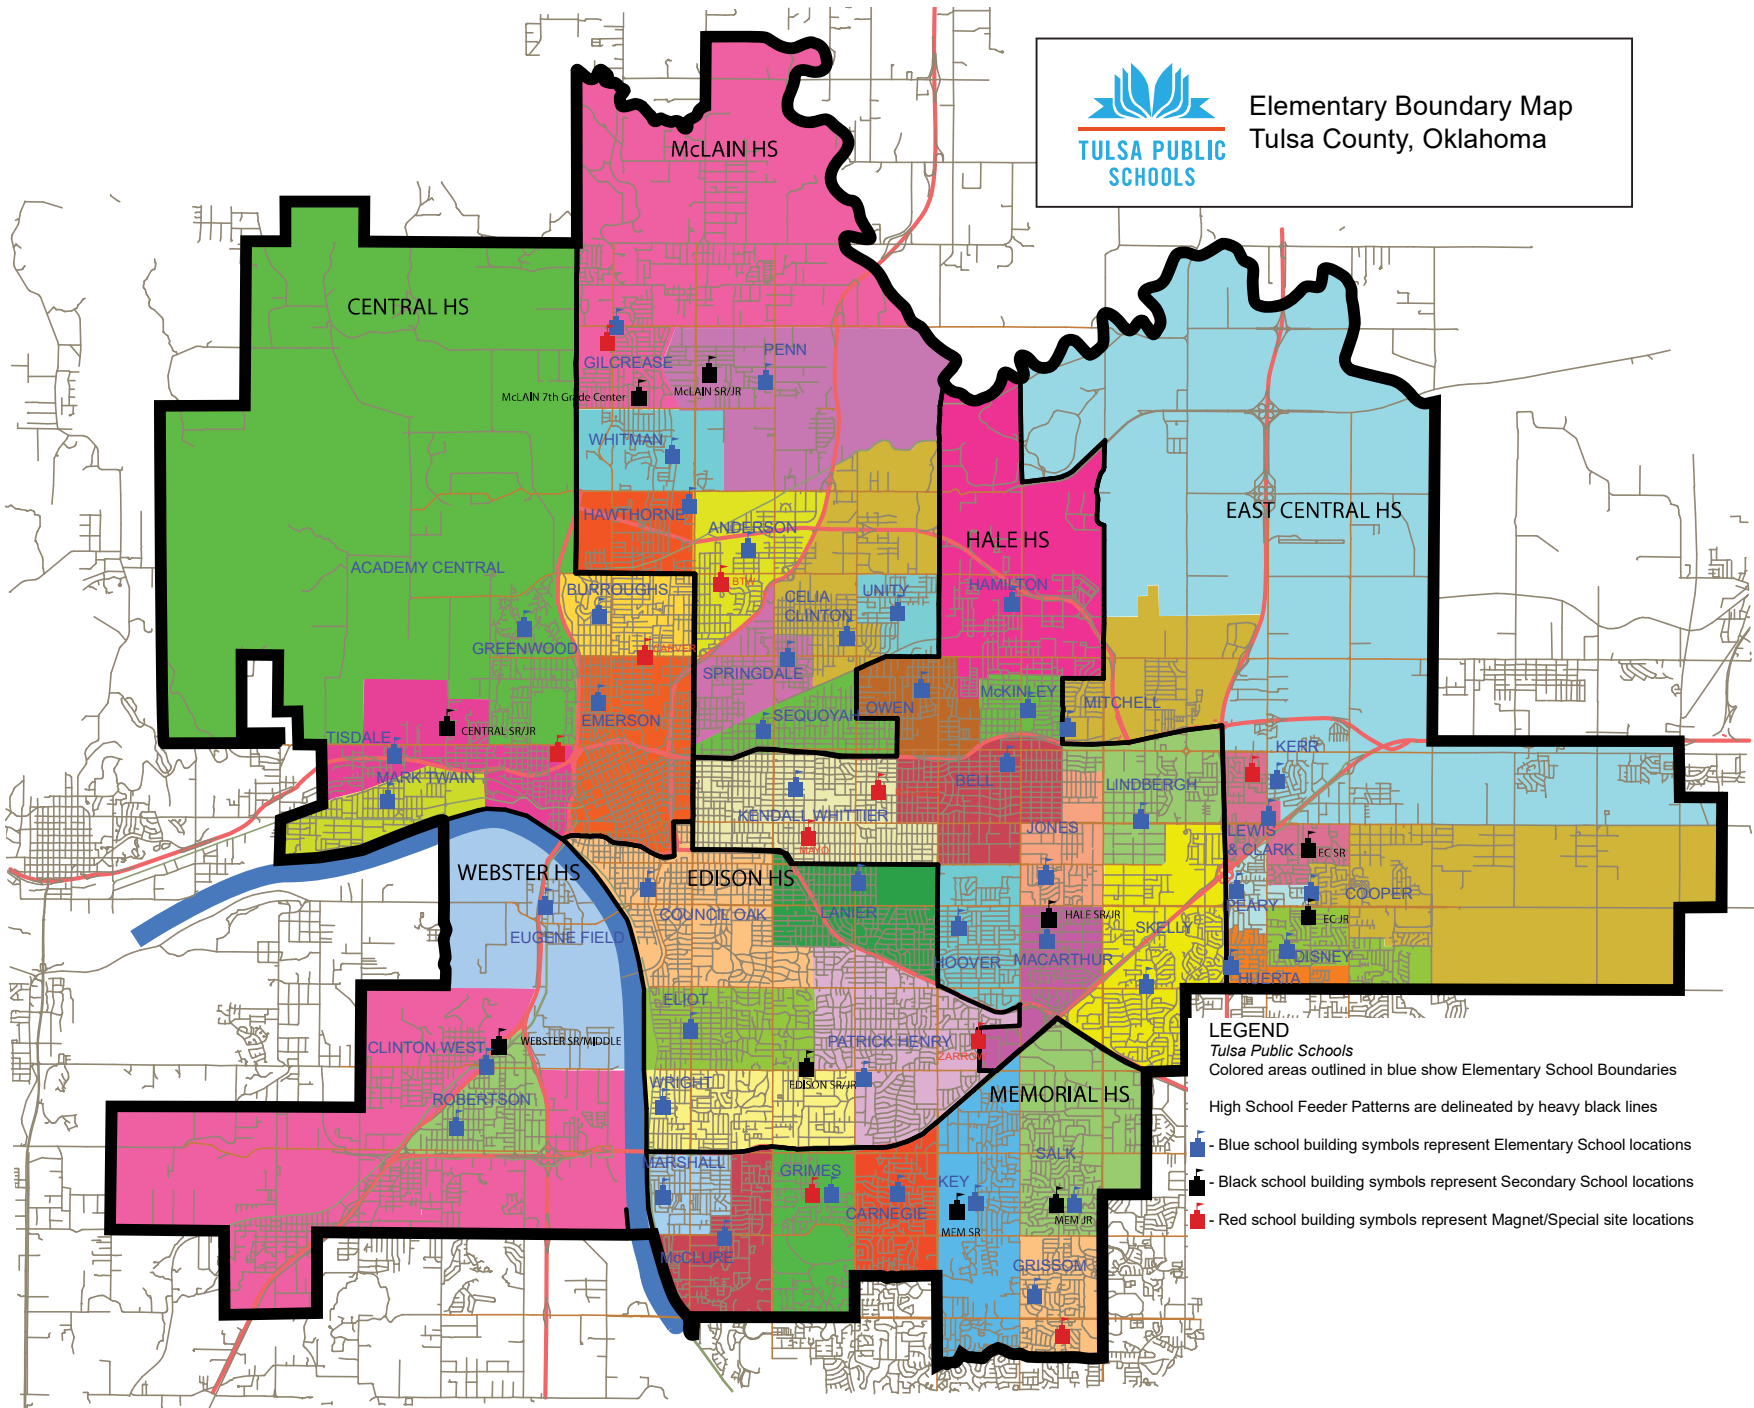 TULSA PUBLIC
SCHOOLS
Elementary Boundary Map
Tulsa County, Oklahoma
McLAIN HS
CENTRAL HS
GILCREASE
PENN
McLAIN SR/JR
McLAIN 7th Grade Center
WHITMAN
HAWTHORNE
ANDERSON
EAST CENTRAL HS
HALE HS
ACADEMY CENTRAL
BTW
BURROUGHS
CELIA
CLINTON
UNITY
HAMILTON
GREENWOOD
CARVER
SPRINGDALE
McKINLEY
MITCHELL
OWEN
SEQUOYAH
EMERSON
CENTRAL SR/JR
TISDALE
MARK TWAIN
KERR
BELL
LINDBERGH
KENDALL WHITTIER
JONES
LEWIS
& CLARK
MAYO
EC SR
WEBSTER HS
EDISON HS
COOPER
PEARY
COUNCIL OAK
LANIER
HALE SR/JR
EC JR
SKELLY
EUGENE FIELD
HOOVER
MACARTHUR
DISNEY
HUERTA
ELIOT
CLINTON WEST
WEBSTER SR/MIDDLE
PATRICK HENRY
ZARROW
EDISON SR/JR
WRIGHT
MEMORIAL HS
ROBERTSON
MARSHALL
GRIMES
SALK
KEY
CARNEGIE
MEM SR
MEM JR
McCLURE
GRISSOM
LEGEND
Tulsa Public Schools
Colored areas outlined in blue show Elementary School Boundaries
High School Feeder Patterns are delineated by heavy black lines
- Blue school building symbols represent Elementary School locations
- Black school building symbols represent Secondary School locations
- Red school building symbols represent Magnet/Special site locations